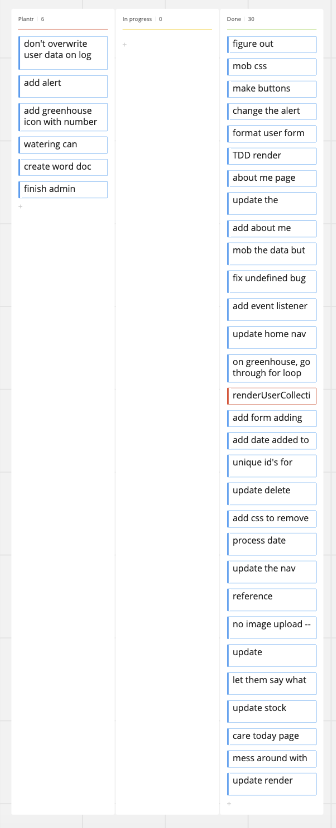 Plantr 6
don't overwrite
user data on log
add alert
add greenhouse
icon with number
watering can
create word doc
finish admin
In progress 0
Done 30
figure out
mob css
make buttons
change the alert
format user form
TDD render
about me page
update the
add about me
mob the data but
fix undefined bug
add event listener
update home nav
on greenhouse, go
through for loop
renderUserCollecti
add form adding
add date added to
unique id's for
update delete
add css to remove
process date
update the nav
reference
no image upload --
update
let them say what
update stock
care today page
mess around with
update render